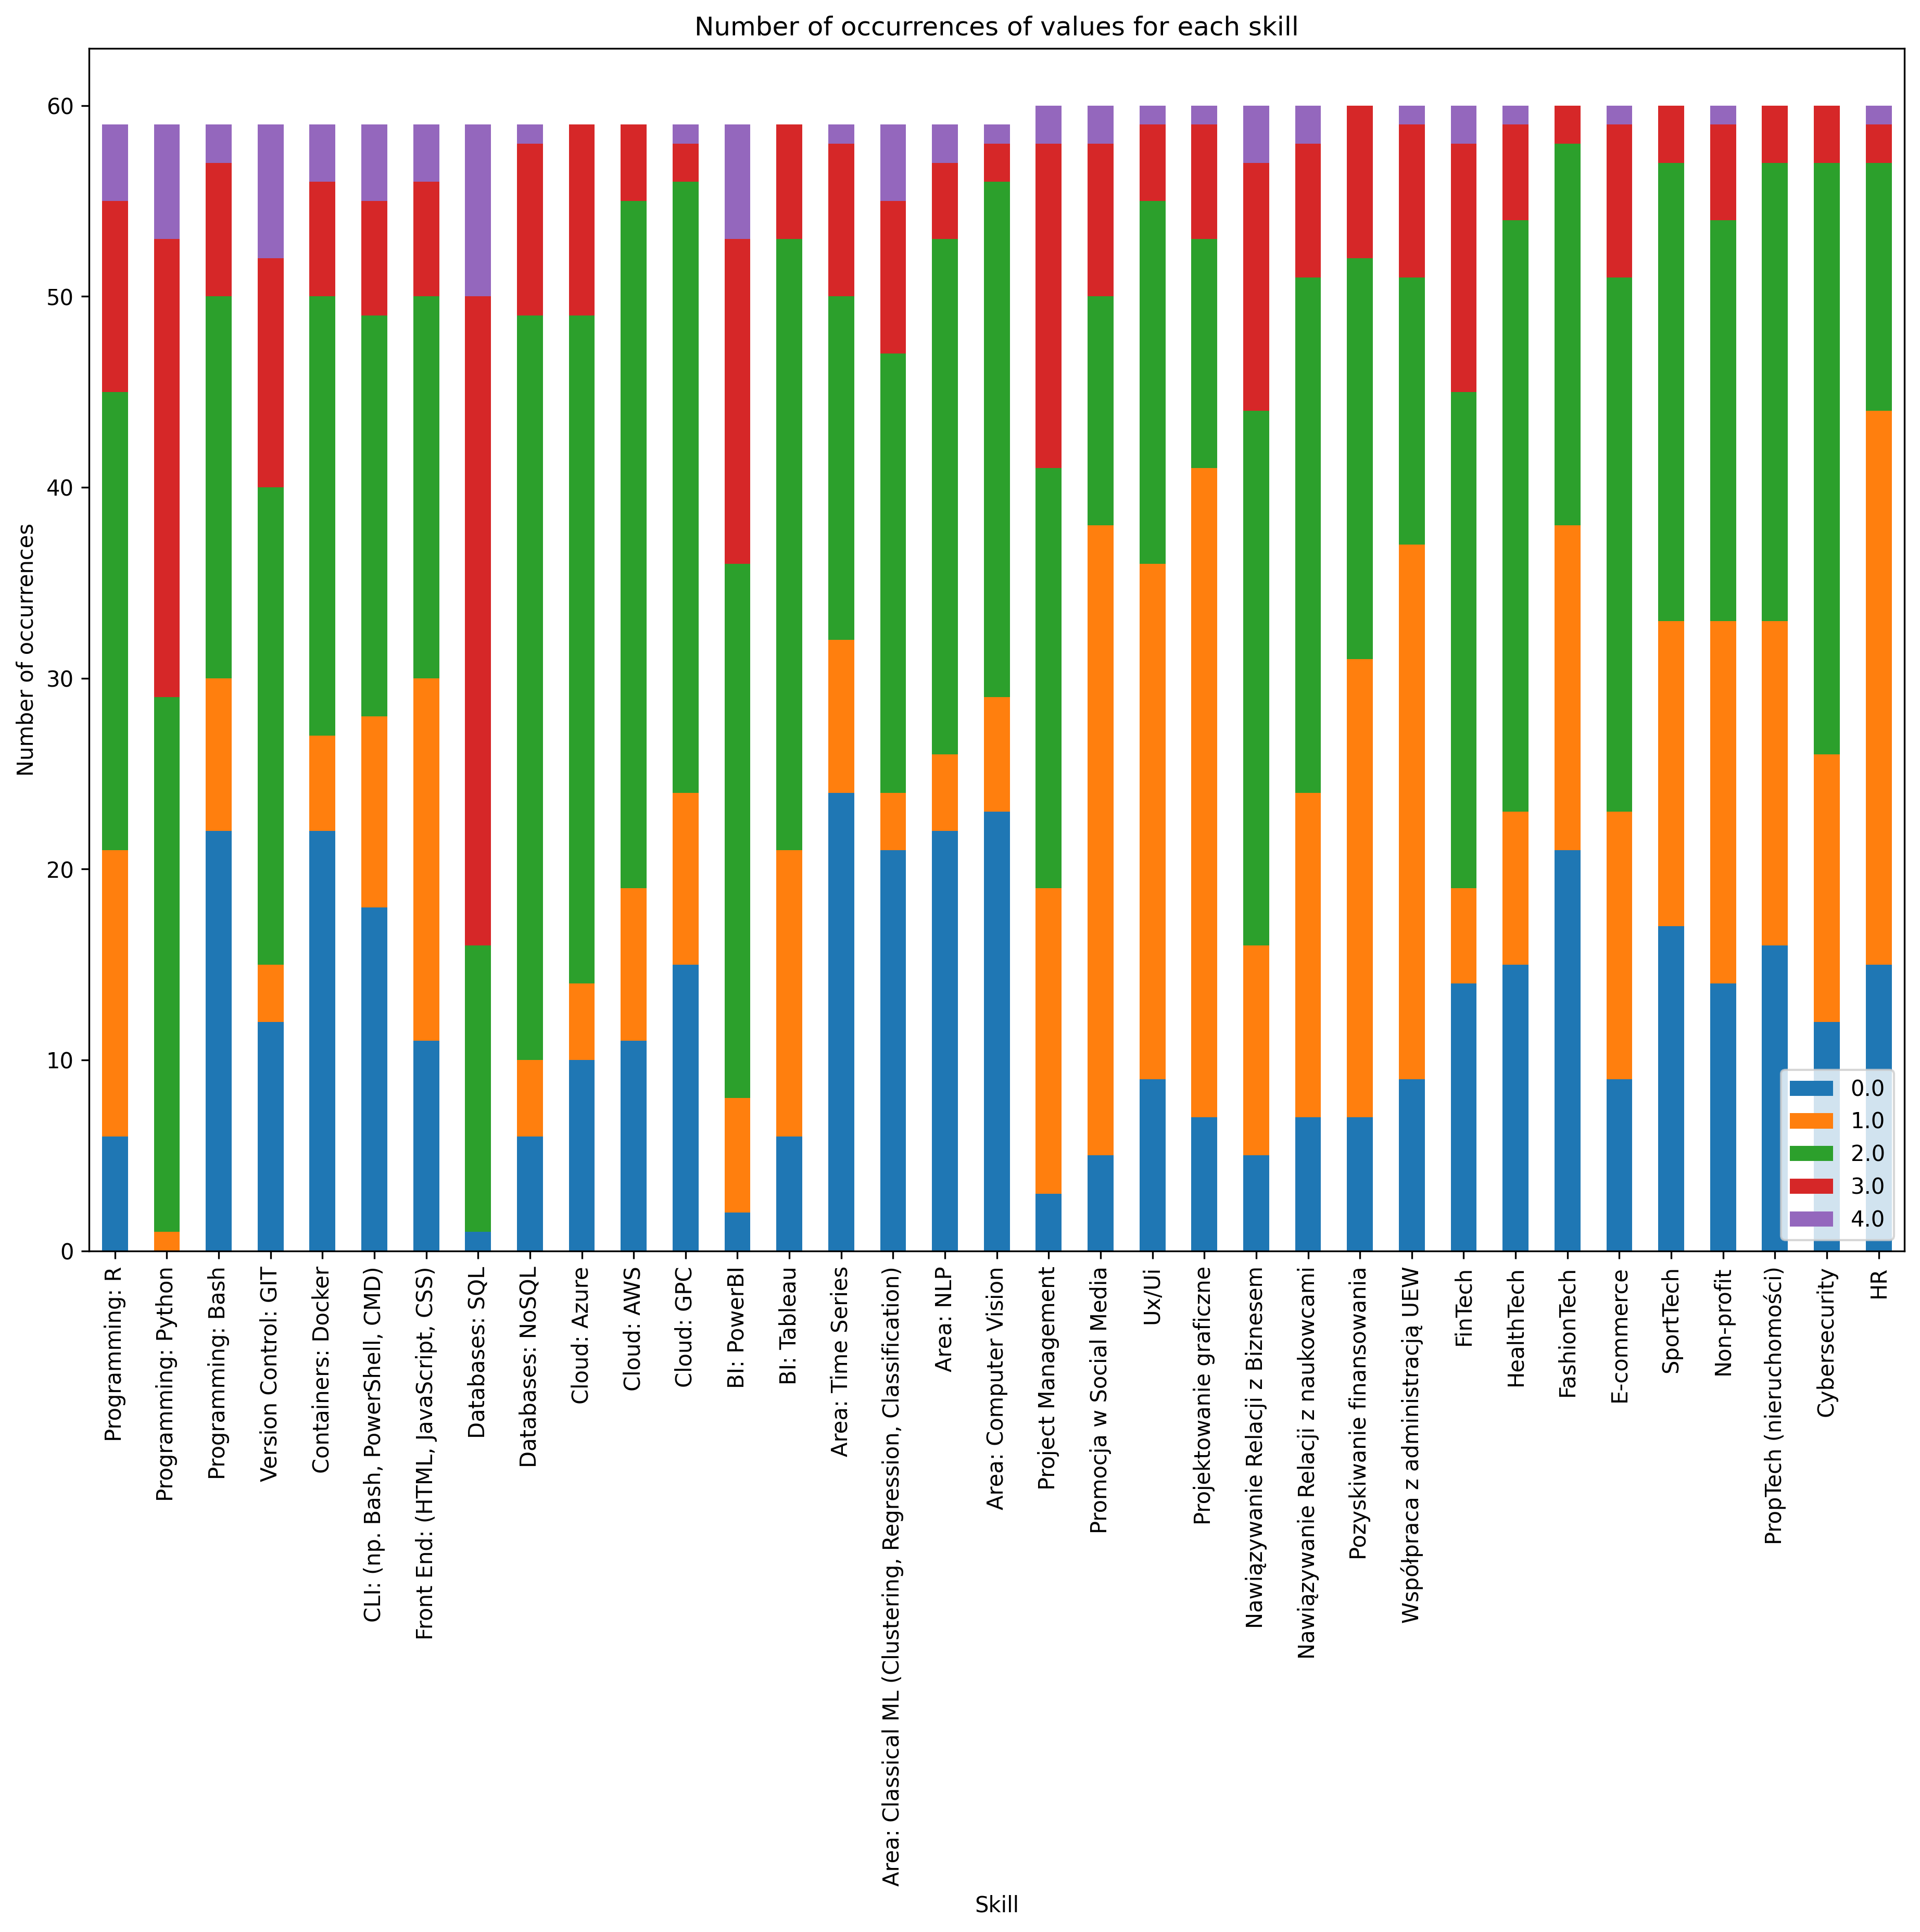 Number of occurrences of values for each skill
Number of occurrences
60
50
40
30
20
10
0
0.0
1.0
2.0
3.0
4.0
Programming: R
Programming: Python
Programming: Bash
Version Control: GIT
Containers: Docker
CLI: (np. Bash, PowerShell, CMD)
Front End: (HTML, JavaScript, CSS)
Databases: SQL
Databases: NoSQL
Cloud: Azure
Cloud: AWS
Cloud: GPC
BI: PowerBI
BI: Tableau
Area: Time Series
Area: Classical ML (Clustering, Regression, Classification)
Area: NLP
Area: Computer Vision
Project Management
Promocja w Social Media
Ux/Ui
Projektowanie graficzne
Nawiązywanie Relacji z Biznesem
Nawiązywanie Relacji z naukowcami
Pozyskiwanie finansowania
Współpraca z administracją UEW
FinTech
HealthTech
FashionTech
E-commerce
SportTech
Non-profit
PropTech (nieruchomości)
Cybersecurity
HR
Skill